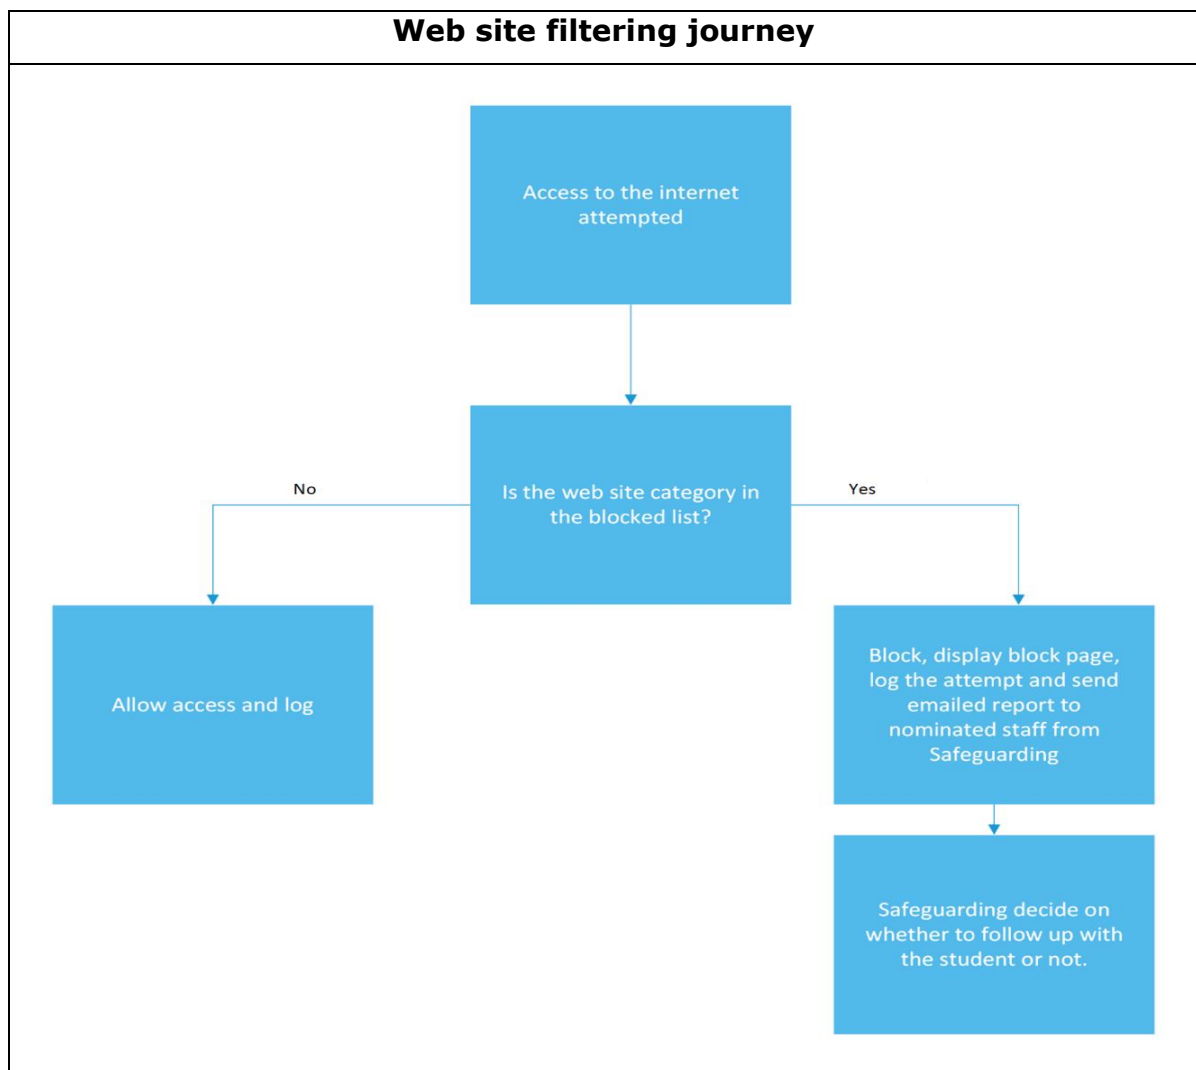 Web site filtering journey
Access to the internet
attempted
Is the web site category in
the blocked list?
No
Yes
Allow access and log
Block, display block page,
log the attempt and send
emailed report to
nominated staff from
Safeguarding
Safeguarding decide on
whether to follow up with
the student or not.